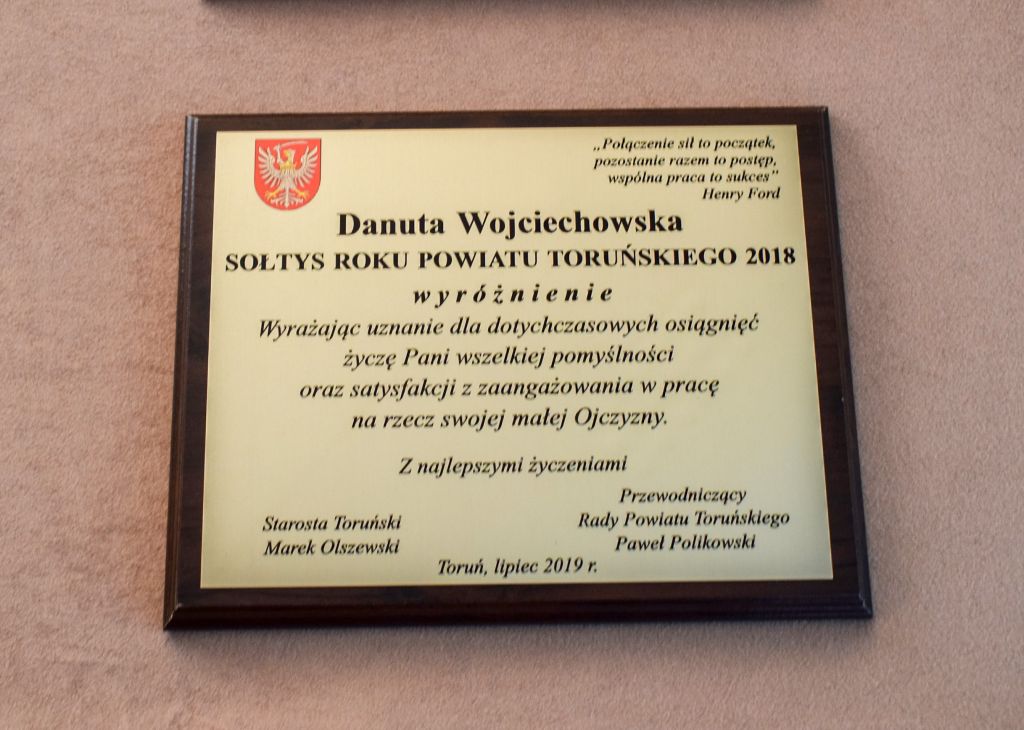 „Połączenie sił to początek,
pozostanie razem to postęp,
wspólna praca to sukces”
Henry Ford
Danuta Wojciechowska
SOŁTYS ROKU POWIATU TORUŃSKIEGO 2018
wyróżnienie
Wyrażając uznanie dla dotychczasowych osiągnięć
życzę Pani wszelkiej pomyślności
oraz satysfakcji z zaangażowania w pracę
na rzecz swojej małej Ojczyzny.
Z najlepszymi życzeniami
Starosta Toruński
Marek Olszewski
Przewodniczący
Rady Powiatu Toruńskiego
Paweł Polikowski
Toruń, lipiec 2019 r.